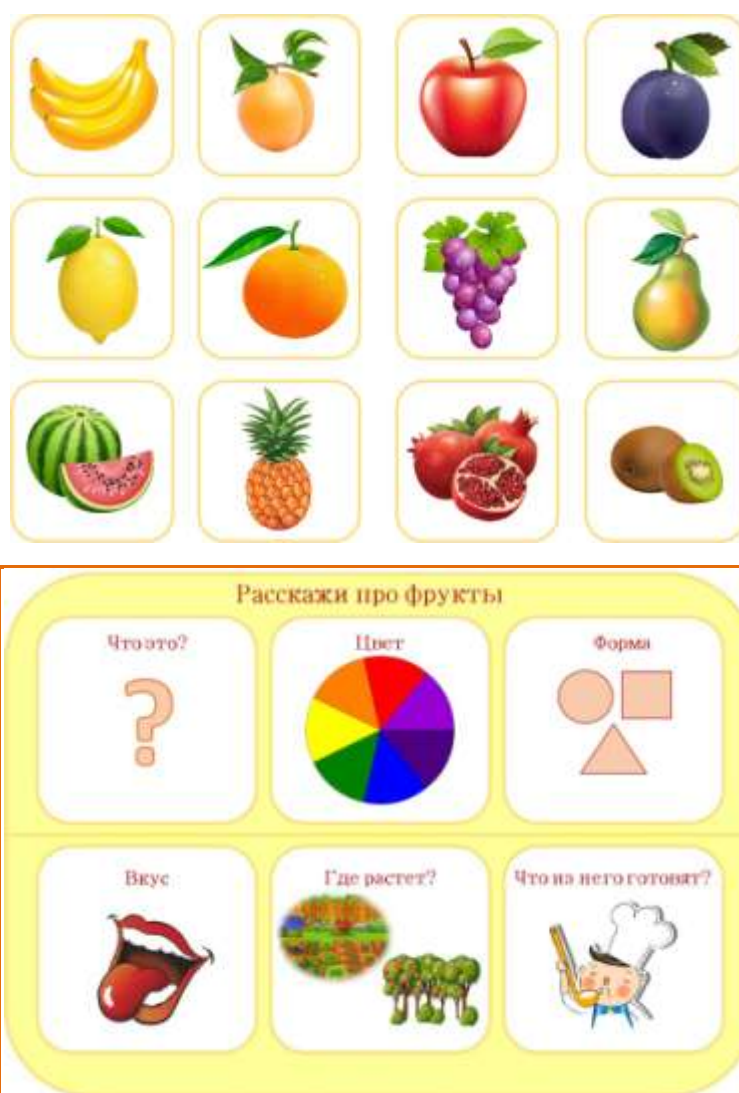 Расскажи про фрукты
Что это?
Цвет
Форма
?
Вкус
Где растет?
Что из него готовят?